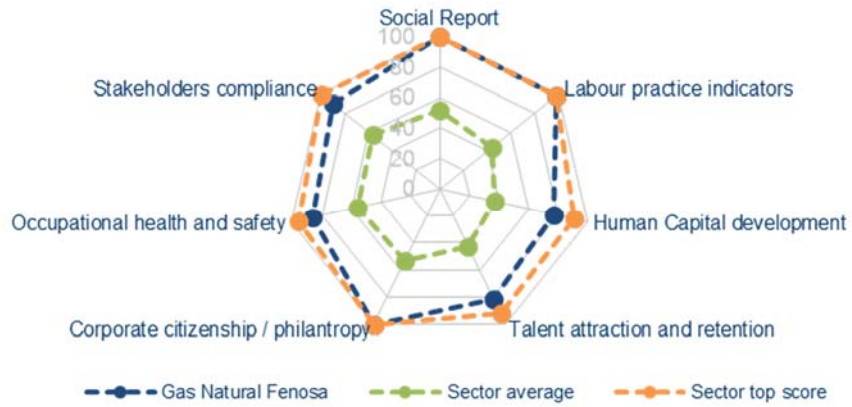 Social Report
100
80
60
40
20
0
Stakeholders compliance
Labour practice indicators
Occupational health and safety
Human Capital development
Corporate citizenship / philantropy
Talent attraction and retention
Gas Natural Fenosa
Sector average
Sector top score